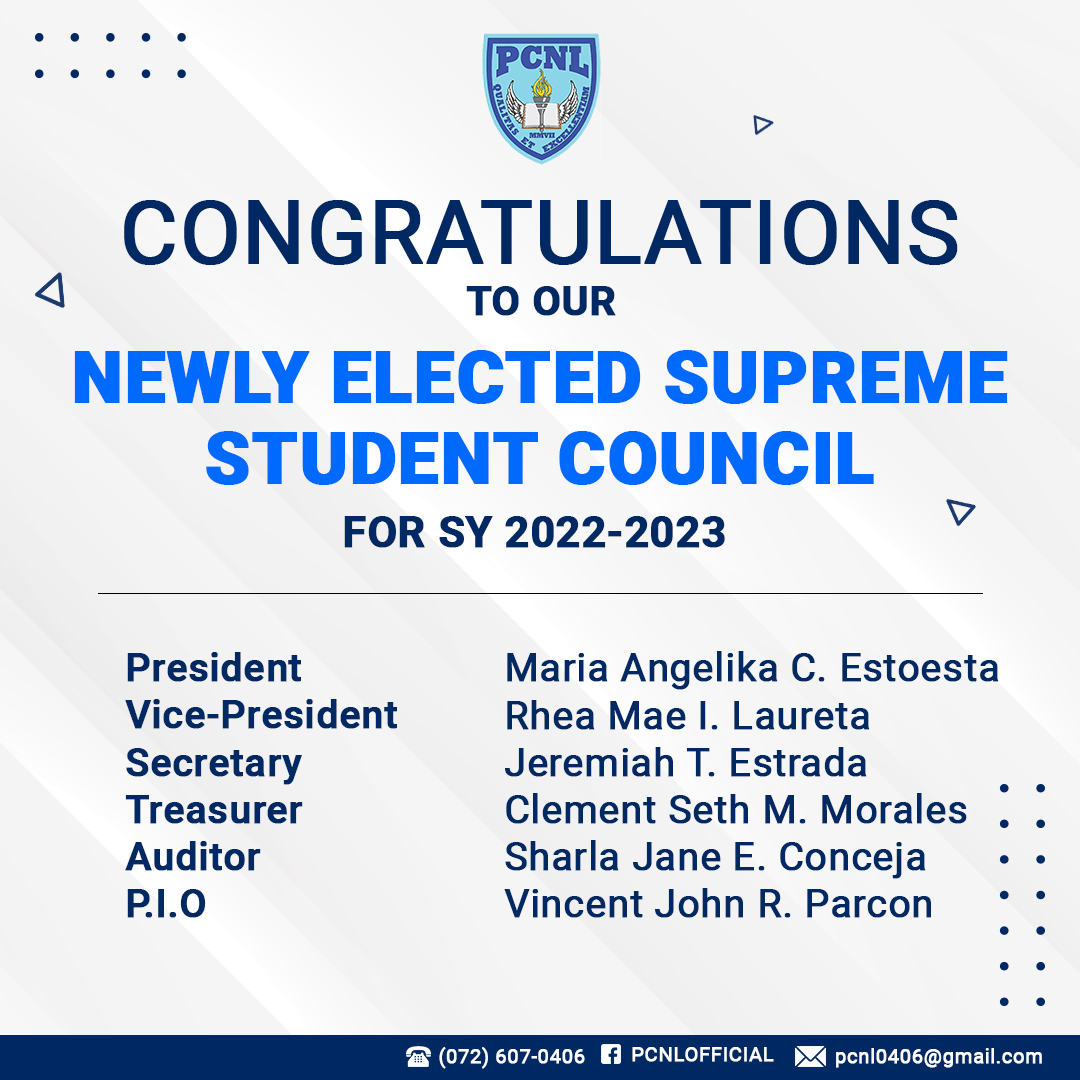 PCNL
QUALITAS ET EXCELLENTIAM
MMVII
CONGRATULATIONS
TO OUR
NEWLY ELECTED SUPREME
STUDENT COUNCIL
FOR SY 2022-2023
President Maria Angelika C. Estoesta
Vice-President Rhea Mae I. Laureta
Secretary Jeremiah T. Estrada
Treasurer Clement Seth M. Morales
Auditor Sharla Jane E. Conceja
P.I.O Vincent John R. Parcon
(072) 607-0406 PCNLOFFICIAL pcnl0406@gmail.com